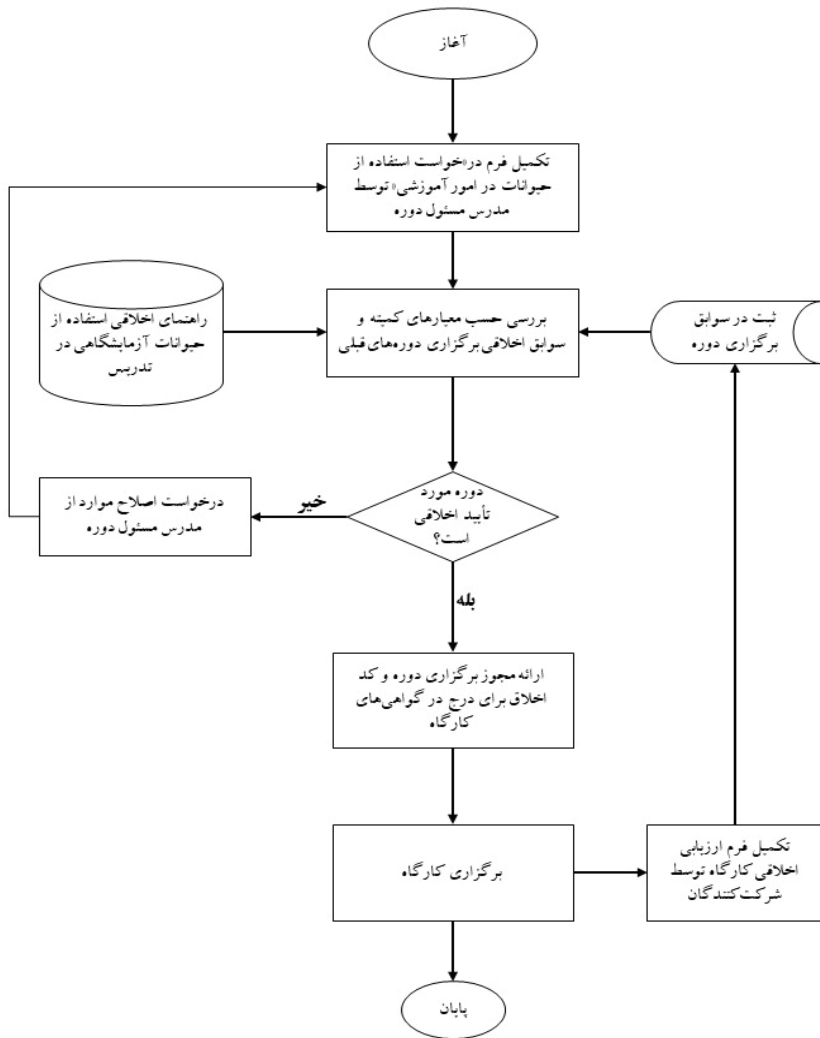 آغاز
تکمیل فرم در«خواست استفاده از
حیوانات در امور آموزشی» توسط
مدرس مسئول دوره
راهنمای اخلاقی استفاده از
حیوانات آزمایشگاهی در
تدریس
بررسی حسب معیارهای کمیته و
سوابق اخلاقی برگزاری دوره‌های قبلی
ثبت در سوابق
برگزاری دوره
دوره مورد
تأیید اخلاقی
است؟
خیر
درخواست اصلاح موارد از
مدرس مسئول دوره
بله
ارائه مجوز برگزاری دوره و کد
اخلاق برای درج در گواهی‌های
کارگاه
برگزاری کارگاه
تکمیل فرم ارزیابی
اخلاقی کارگاه توسط
شرکت‌کنندگان
پایان